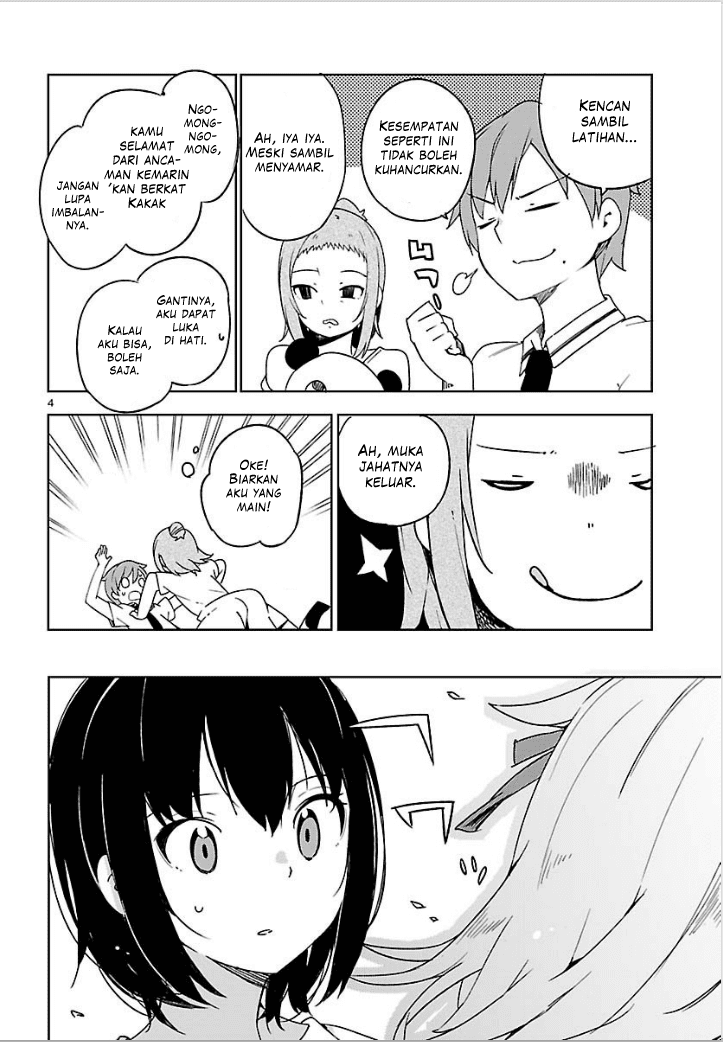 KENCAN
SAMBIL
LATIHAN...
KESEMPATAN
SEPERTI INI
TIDAK BOLEH
KUHANCURKAN.
AH, IYA IYA.
MESKI SAMBIL
MENYAMAR.
NGO-
MONG-
NGO-
MONG,
KAMU
SELAMAT
DARI ANCA-
MAN KEMARIN
'KAN BERKAT
KAKAK
JANGAN
LUPA
IMBALAN-
NYA.
GANTINYA,
AKU DAPAT
LUKA
DI HATI.
KALAU
AKU BISA,
BOLEH
SAJA.
4
AH, MUKA
JAHATNYA
KELUAR.
OKE!
BIARKAN
AKU YANG
MAIN!